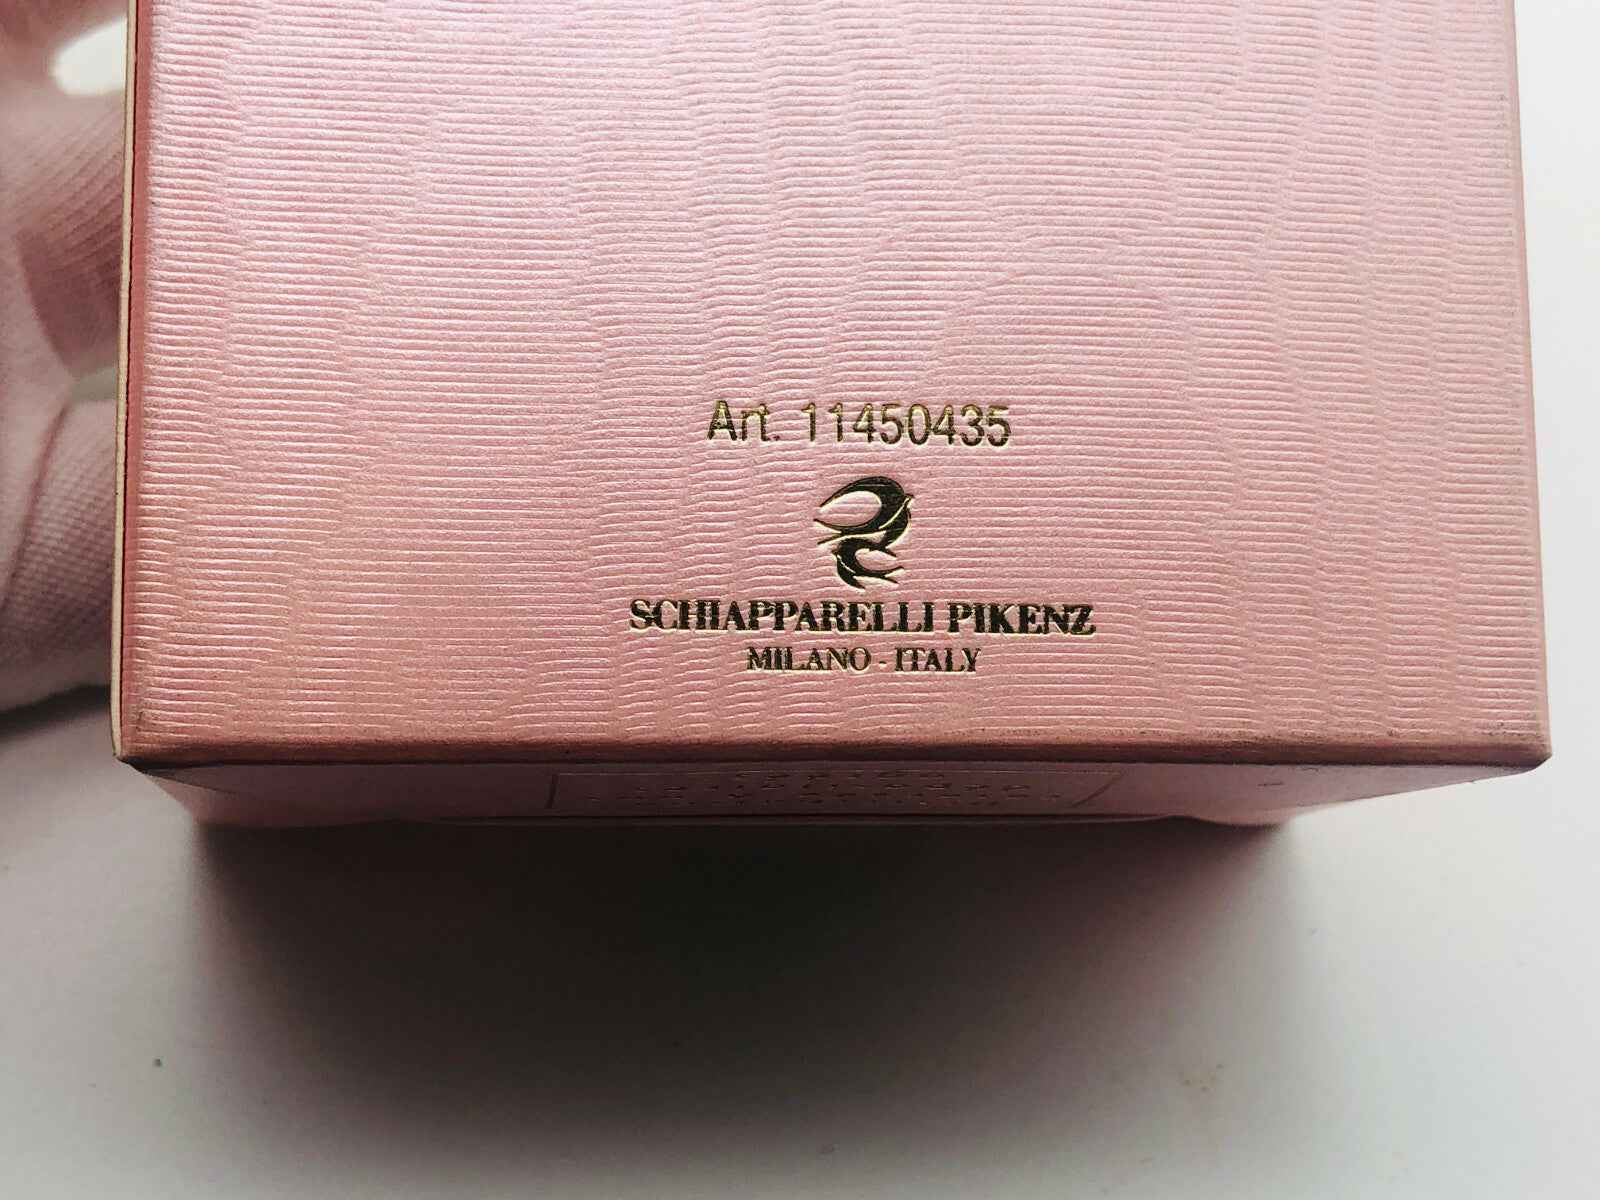 Art. 11450435
SCHIAPPARELLI PIKENZ
MILANO - ITALY